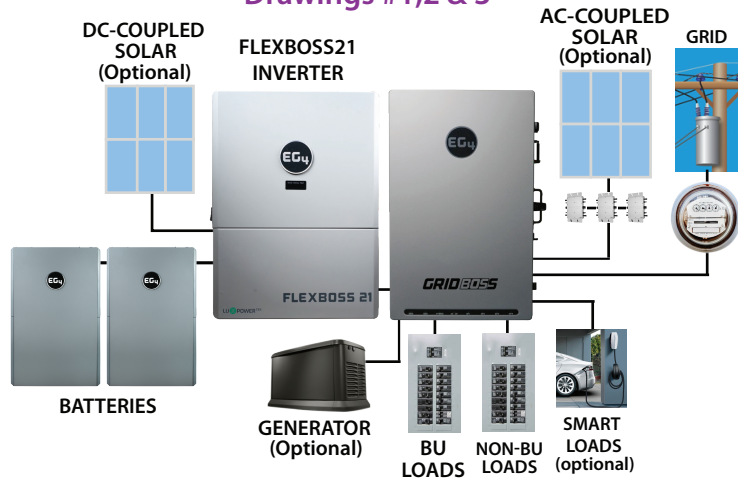 Drawings #1,2 & 3
DC-COUPLED
SOLAR
(Optional)
FLEXBOSS21
INVERTER
AC-COUPLED
SOLAR
(Optional)
GRID
EG4
EG4
EG4
EG4
GRIDBOSS
FLEXBOSS 21
LUXPOWER
BATTERIES
GENERATOR
(Optional)
BU
LOADS
NON-BU
LOADS
SMART
LOADS
(optional)